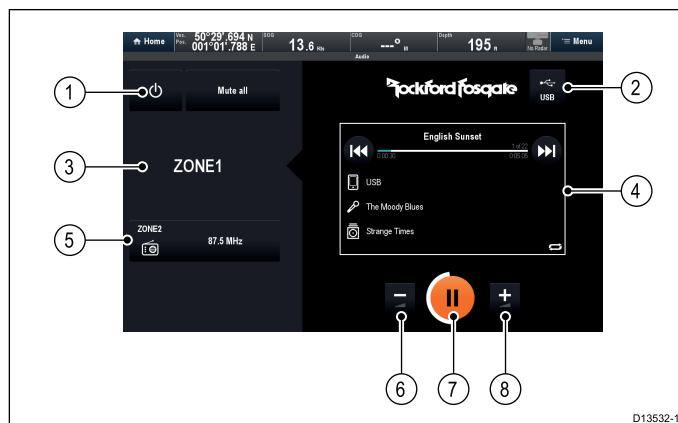 Home
Ves. Pos. 50°29'.694 N
001°01'.788 E
SOG 13.6 Kts
COG ---° M
Depth 195 ft
No Radar
Menu
Audio
1
Mute all
Rockford Fosgate
USB
2
3
ZONE1
English Sunset
1 of 22
0:00:30
0:05:05
USB
The Moody Blues
Strange Times
4
5
ZONE2
87.5 MHz
6
7
8
D13532-1